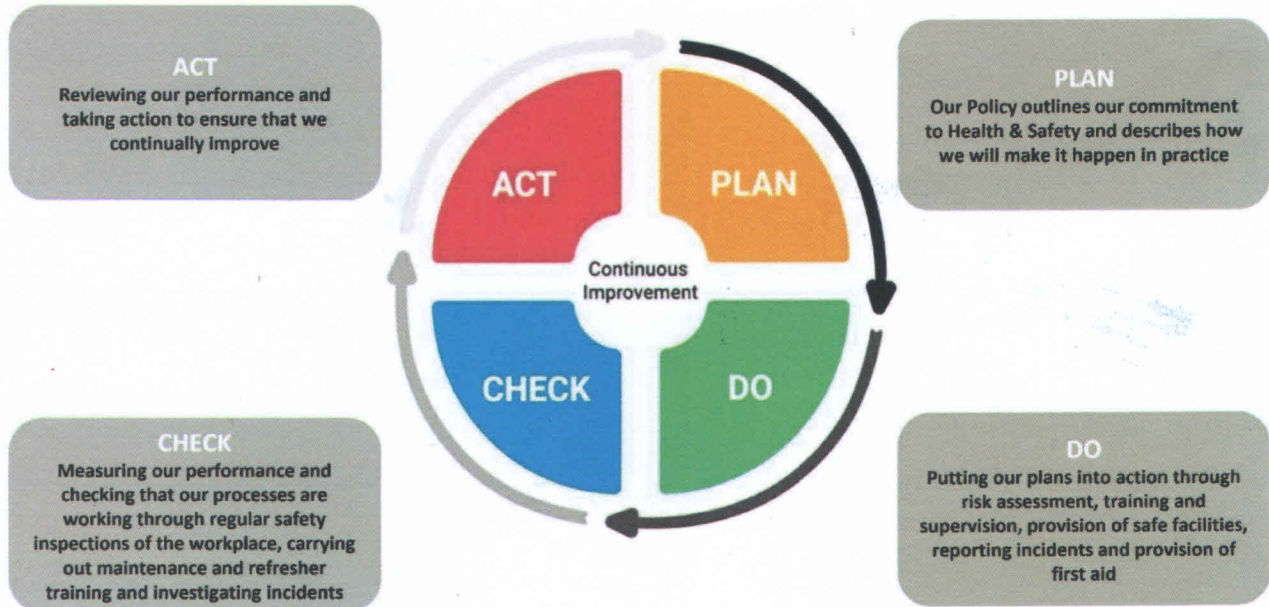 ACT
Reviewing our performance and
taking action to ensure that we
continually improve
PLAN
Our Policy outlines our commitment
to Health & Safety and describes how
we will make it happen in practice
ACT
PLAN
Continuous
Improvement
CHECK
DO
CHECK
Measuring our performance and
checking that our processes are
working through regular safety
inspections of the workplace, carrying
out maintenance and refresher
training and investigating incidents
DO
Putting our plans into action through
risk assessment, training and
supervision, provision of safe facilities,
reporting incidents and provision of
first aid